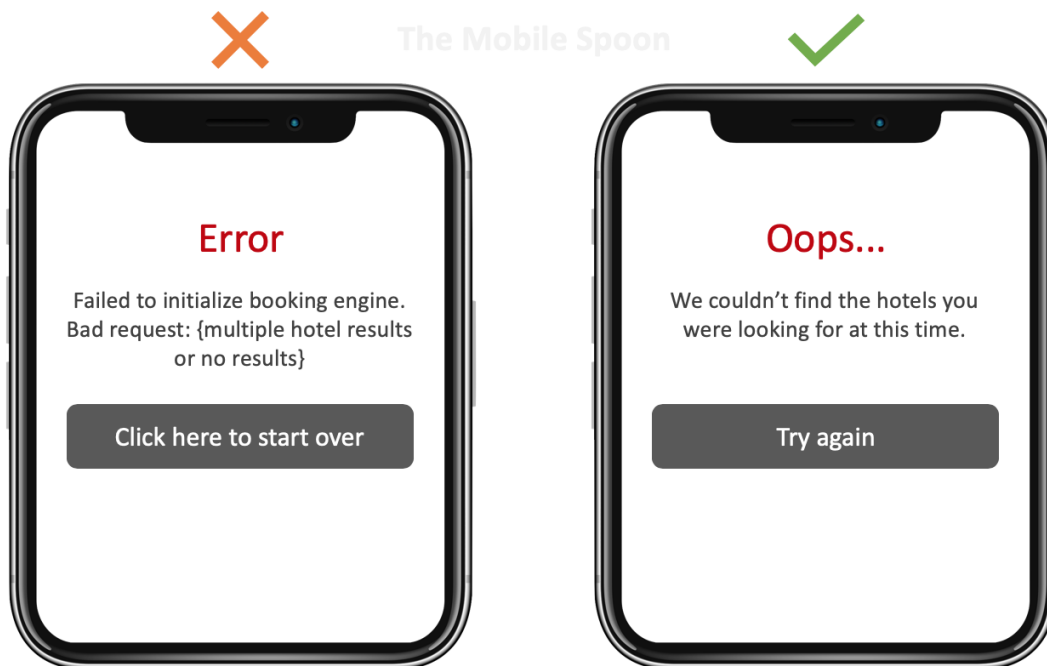 The Mobile Spoon
Error
Failed to initialize booking engine.
Bad request: {multiple hotel results
or no results}
Click here to start over
Oops...
We couldn’t find the hotels you
were looking for at this time.
Try again